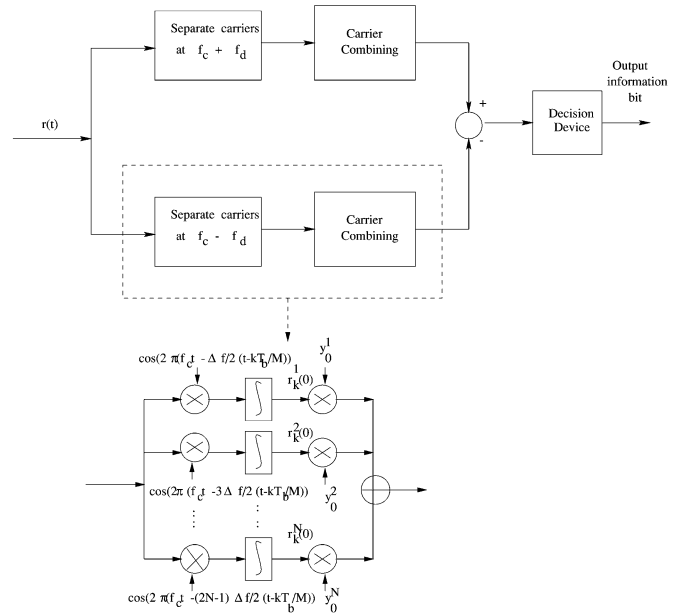 Separate carriers
at f_c + f_d
Carrier
Combining
Output
information
bit
r(t)
+
-
Decision
Device
Separate carriers
at f_c - f_d
Carrier
Combining
cos(2 π(f_c t - Δ f/2 (t-kT_b/M))
y_0^1
r_k^1(0)
r_k^2(0)
cos(2π (f_c t -3 Δ f/2 (t-kT_b/M))
y_0^2
r_k^N(0)
cos(2 π(f_c t -(2N-1) Δ f/2 (t-kT_b/M))
y_0^N